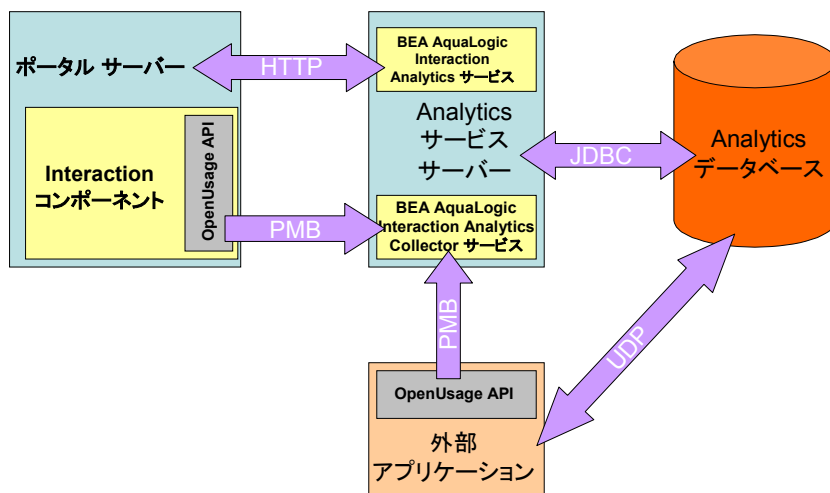 ポータル サーバー
HTTP
BEA AquaLogic
Interaction
Analytics サービス
Analytics
サービス
サーバー
JDBC
Analytics
データベース
Interaction
コンポーネント
OpenUsage API
PMB
BEA AquaLogic
Interaction Analytics
Collector サービス
PMB
UDP
OpenUsage API
外部
アプリケーション